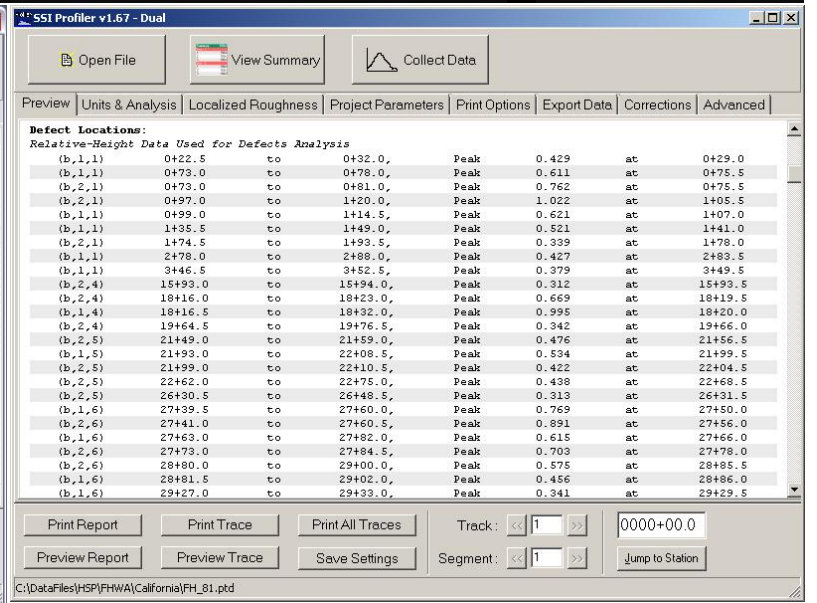 SSI Profiler v1.67 - Dual
Open File View Summary Collect Data
Preview Units & Analysis Localized Roughness Project Parameters Print Options Export Data Corrections Advanced
Defect Locations:
Relative-Height Data Used for Defects Analysis
(b,1,1) 0+22.5 to 0+32.0, Peak 0.429 at 0+29.0
(b,1,1) 0+73.0 to 0+78.0, Peak 0.611 at 0+75.5
(b,2,1) 0+73.0 to 0+81.0, Peak 0.762 at 0+75.5
(b,2,1) 0+97.0 to 1+20.0, Peak 1.022 at 1+05.5
(b,1,1) 0+99.0 to 1+14.5, Peak 0.621 at 1+07.0
(b,1,1) 1+35.5 to 1+49.0, Peak 0.521 at 1+41.0
(b,2,1) 1+74.5 to 1+93.5, Peak 0.339 at 1+78.0
(b,1,1) 2+78.0 to 2+88.0, Peak 0.427 at 2+83.5
(b,1,1) 3+46.5 to 3+52.5, Peak 0.379 at 3+49.5
(b,2,4) 15+93.0 to 15+94.0, Peak 0.312 at 15+93.5
(b,2,4) 18+16.0 to 18+23.0, Peak 0.669 at 18+19.5
(b,1,4) 18+16.5 to 18+32.0, Peak 0.995 at 18+20.0
(b,2,4) 19+64.5 to 19+76.5, Peak 0.342 at 19+66.0
(b,2,5) 21+49.0 to 21+59.0, Peak 0.476 at 21+56.5
(b,1,5) 21+93.0 to 22+08.5, Peak 0.534 at 21+99.5
(b,2,5) 21+99.0 to 22+10.5, Peak 0.422 at 22+04.5
(b,2,5) 22+62.0 to 22+75.0, Peak 0.438 at 22+68.5
(b,2,5) 26+30.5 to 26+48.5, Peak 0.313 at 26+31.5
(b,1,6) 27+39.5 to 27+60.0, Peak 0.769 at 27+50.0
(b,2,6) 27+41.0 to 27+60.5, Peak 0.891 at 27+56.0
(b,1,6) 27+63.0 to 27+82.0, Peak 0.615 at 27+66.0
(b,2,6) 27+73.0 to 27+84.5, Peak 0.703 at 27+78.0
(b,2,6) 28+80.0 to 29+00.0, Peak 0.575 at 28+85.5
(b,1,6) 28+81.5 to 29+02.0, Peak 0.456 at 28+86.0
(b,1,6) 29+27.0 to 29+33.0, Peak 0.341 at 29+29.5
Print Report Print Trace Print All Traces Track: << 1 >> 0000+00.0
Preview Report Preview Trace Save Settings Segment: << 1 >> Jump to Station
C:\DataFiles\HSP\FHWA\California\FH_81.ptd